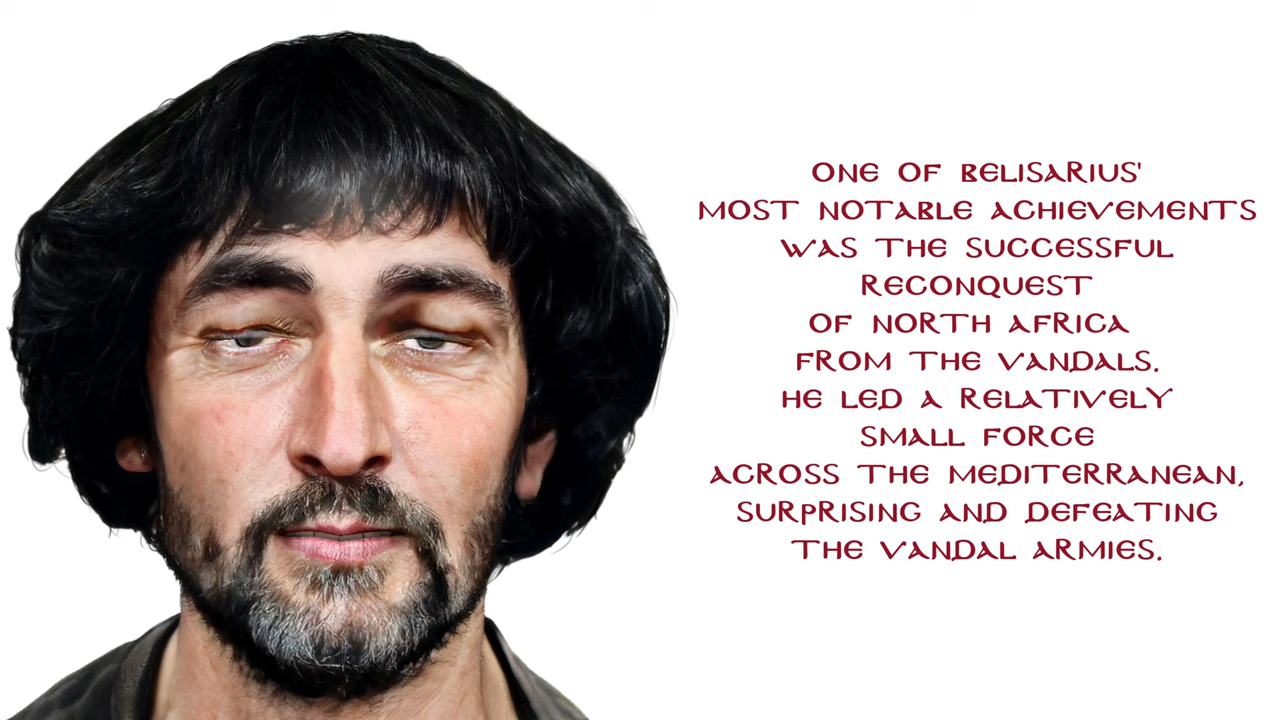 ONE OF BELISARIUS'
MOST NOTABLE ACHIEVEMENTS
WAS THE SUCCESSFUL
RECONQUEST
OF NORTH AFRICA
FROM THE VANDALS.
HE LED A RELATIVELY
SMALL FORCE
ACROSS THE MEDITERRANEAN,
SURPRISING AND DEFEATING
THE VANDAL ARMIES.